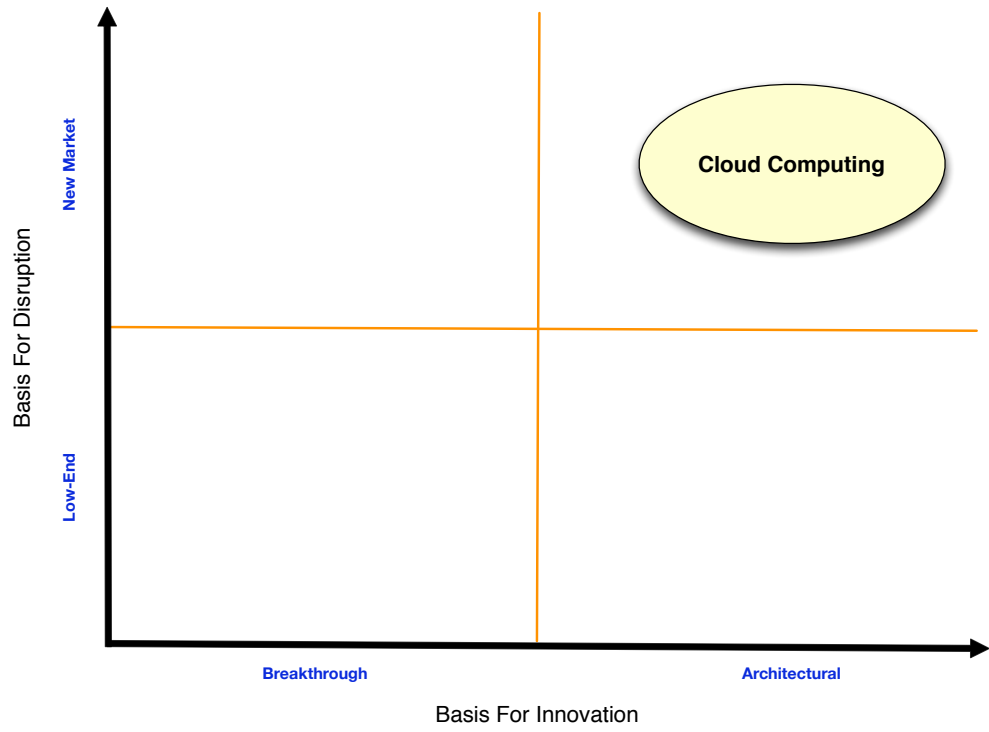 New Market
Cloud Computing
Basis For Disruption
Low-End
Breakthrough
Architectural
Basis For Innovation